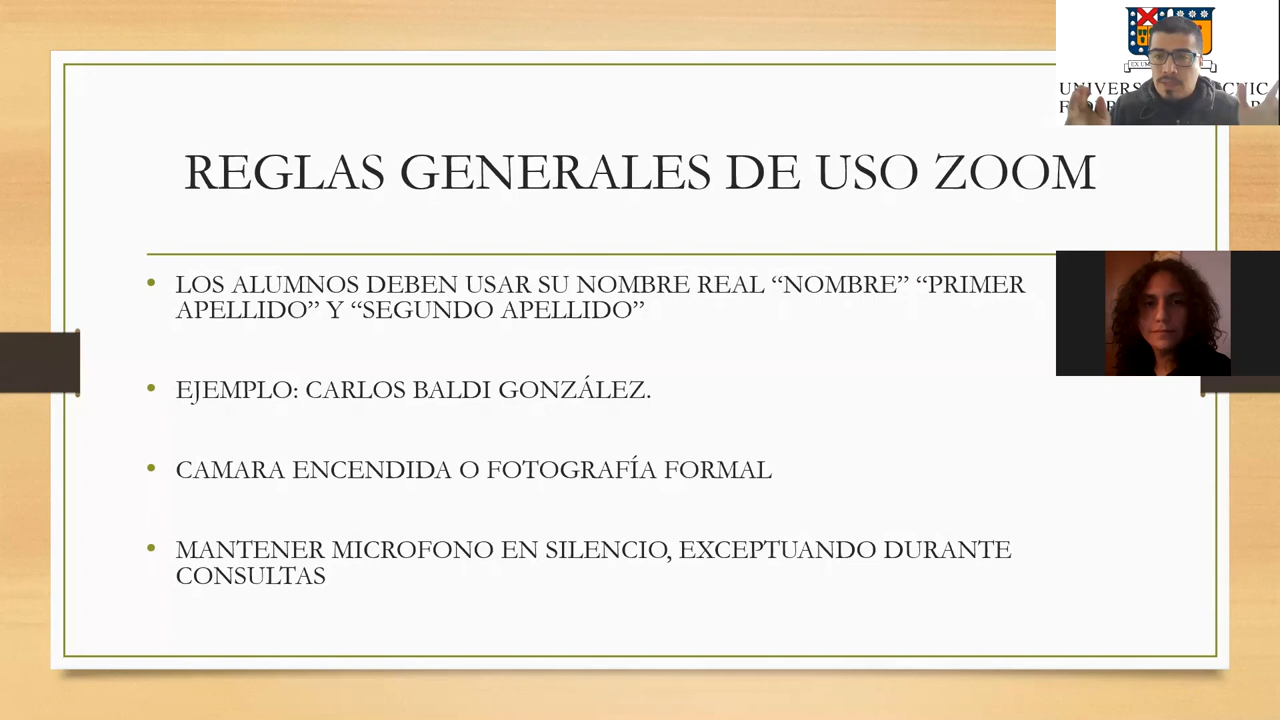 REGLAS GENERALES DE USO ZOOM
• LOS ALUMNOS DEBEN USAR SU NOMBRE REAL “NOMBRE” “PRIMER
APELLIDO” Y “SEGUNDO APELLIDO”
• EJEMPLO: CARLOS BALDI GONZÁLEZ.
• CAMARA ENCENDIDA O FOTOGRAFÍA FORMAL
• MANTENER MICROFONO EN SILENCIO, EXCEPTUANDO DURANTE
CONSULTAS